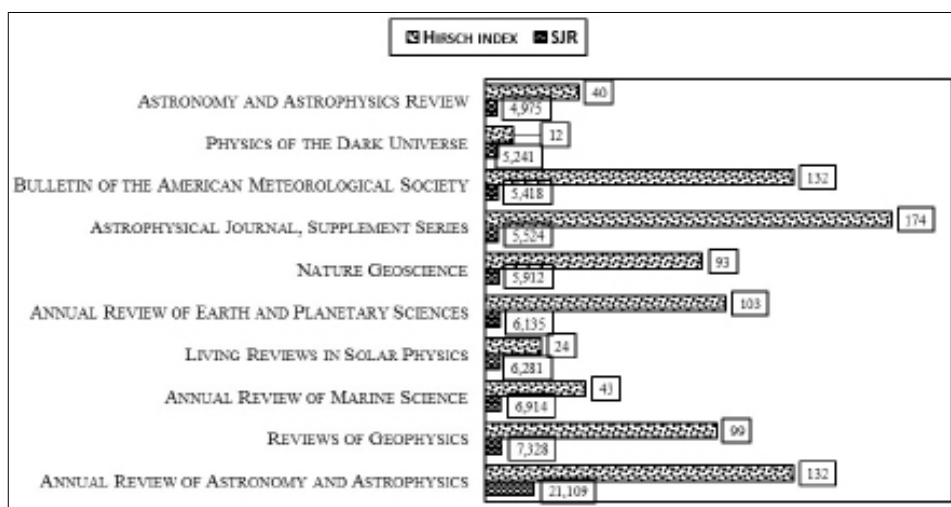 HIRSCH INDEX SJR
ASTRONOMY AND ASTROPHYSICS REVIEW 40
4,975
PHYSICS OF THE DARK UNIVERSE 12
5,241
BULLETIN OF THE AMERICAN METEOROLOGICAL SOCIETY 132
5,418
ASTROPHYSICAL JOURNAL, SUPPLEMENT SERIES 174
5,524
NATURE GEOSCIENCE 93
5,912
ANNUAL REVIEW OF EARTH AND PLANETARY SCIENCES 103
6,135
LIVING REVIEWS IN SOLAR PHYSICS 24
6,281
ANNUAL REVIEW OF MARINE SCIENCE 43
6,914
REVIEWS OF GEOPHYSICS 99
7,328
ANNUAL REVIEW OF ASTRONOMY AND ASTROPHYSICS 132
21,109